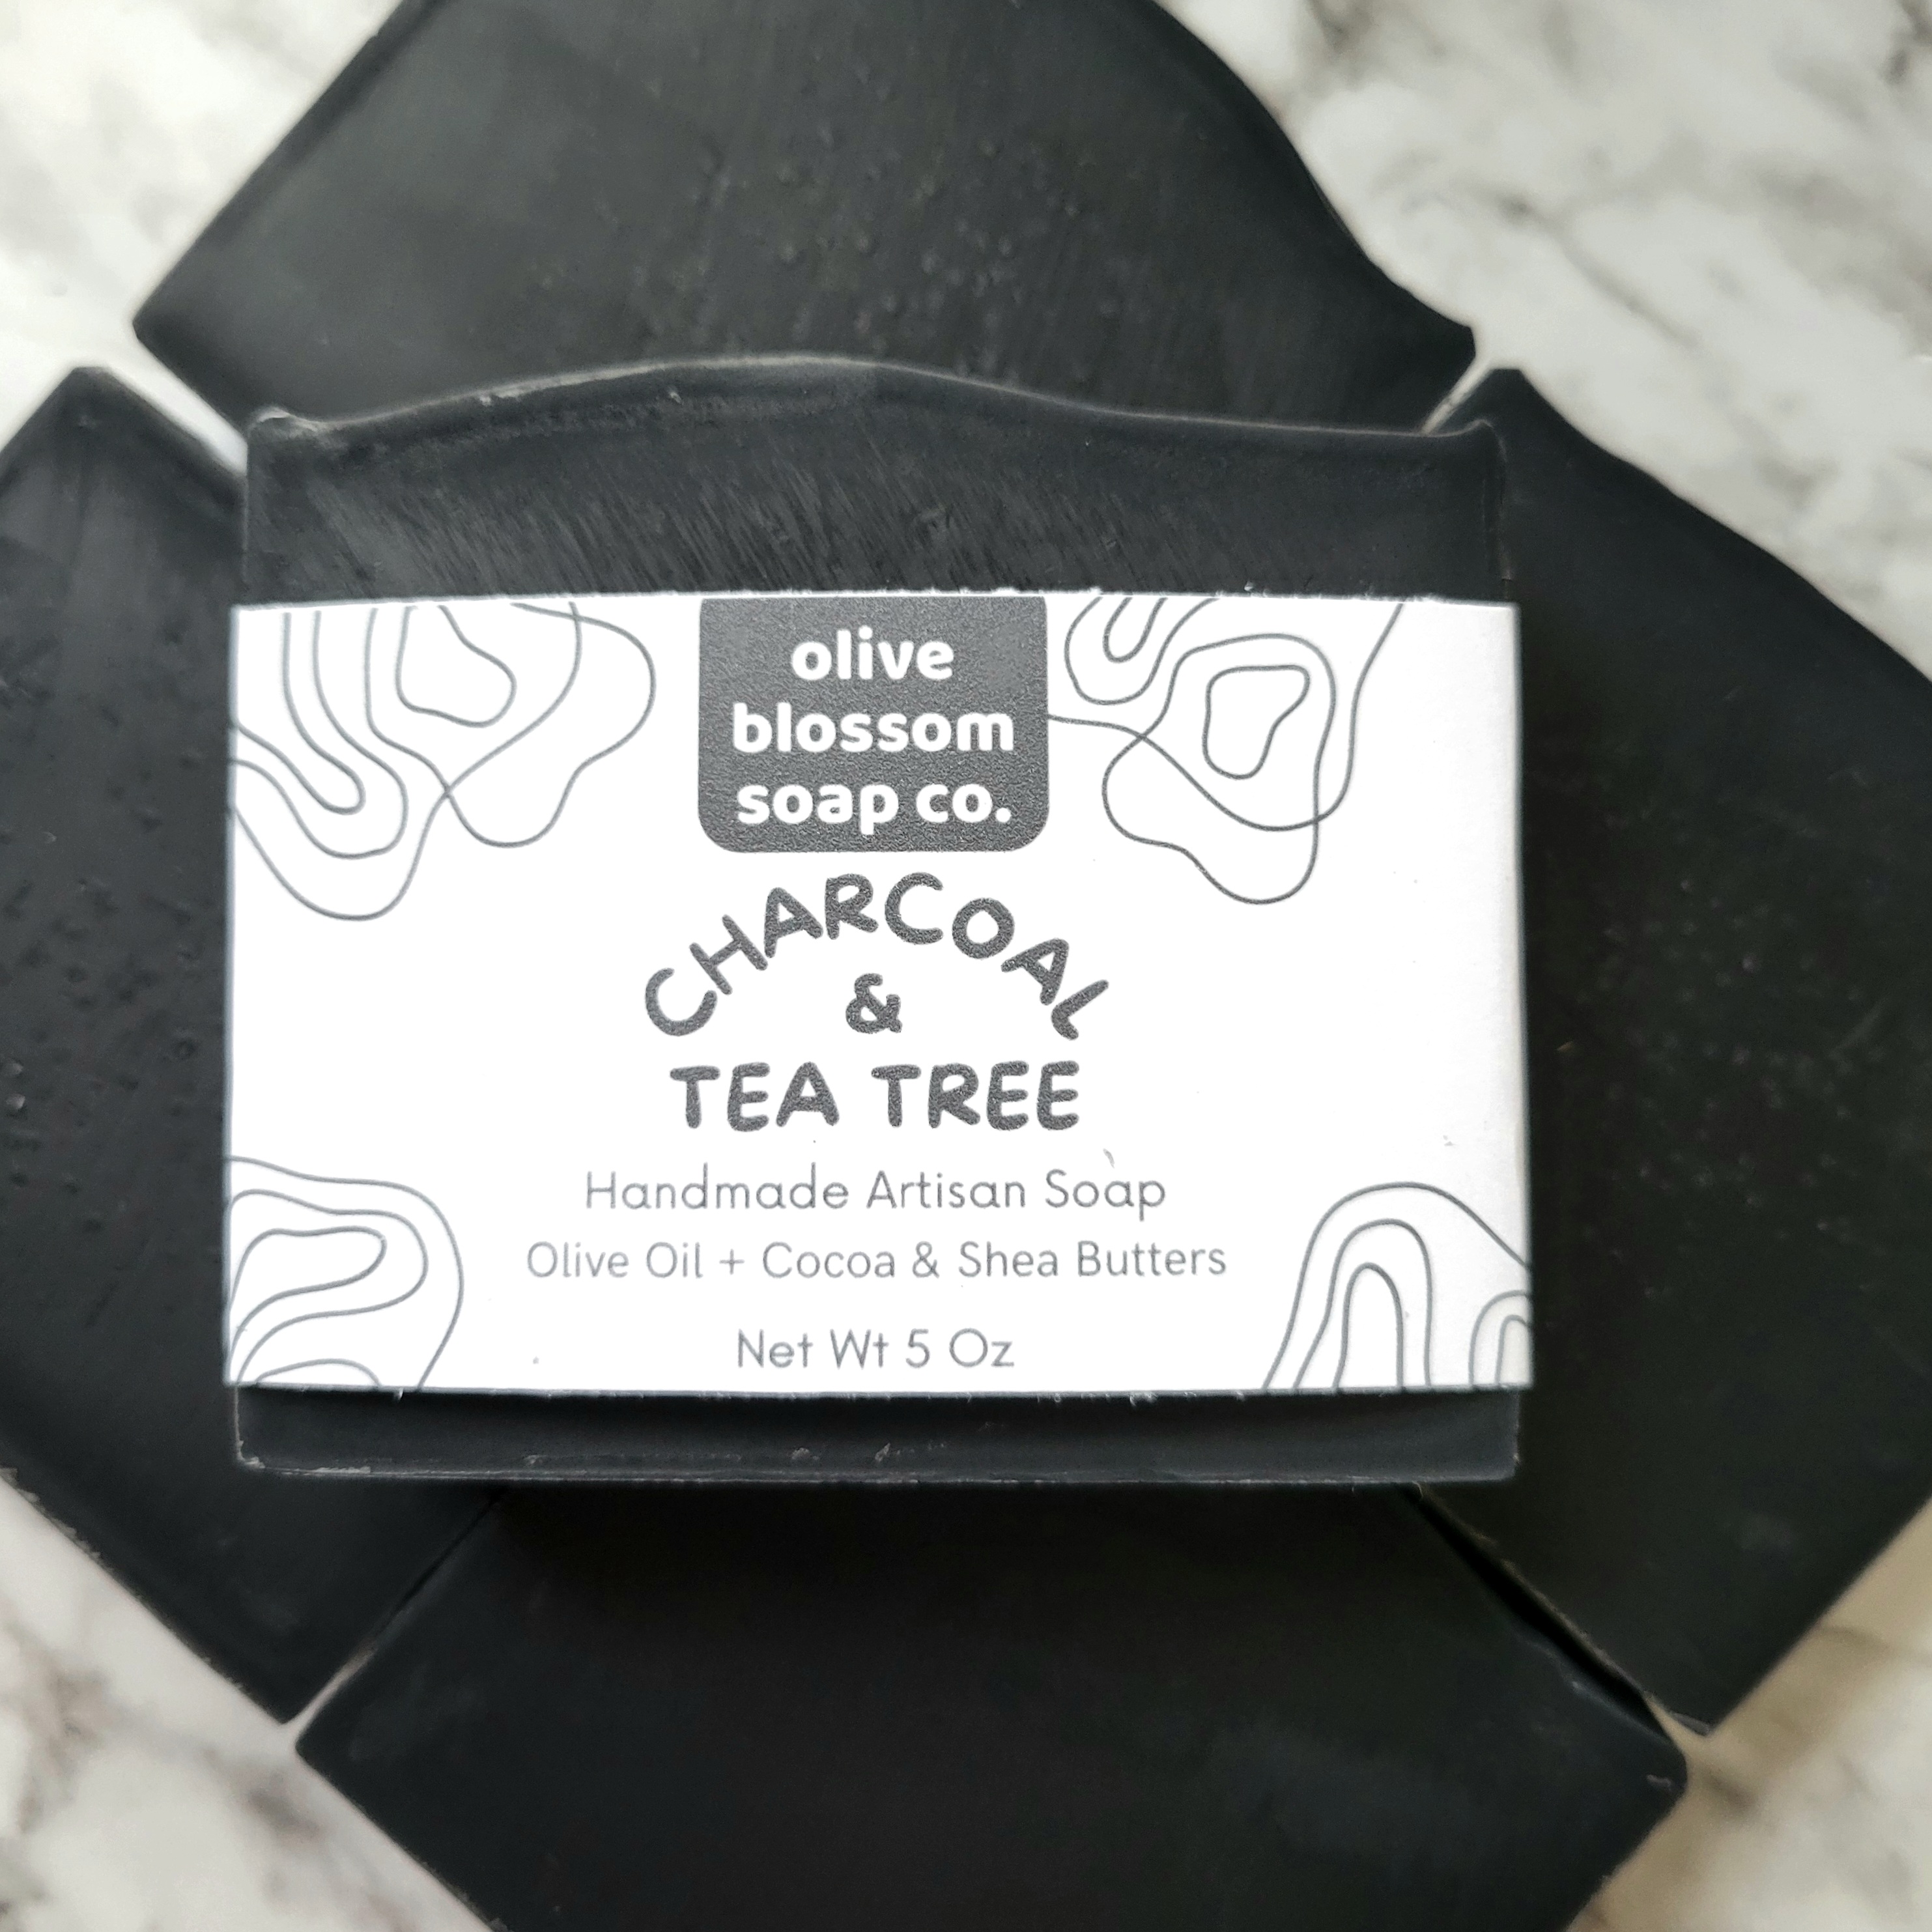 olive
blossom
soap co.
CHARCOAL
&
TEA TREE
Handmade Artisan Soap
Olive Oil + Cocoa & Shea Butters
Net Wt 5 Oz